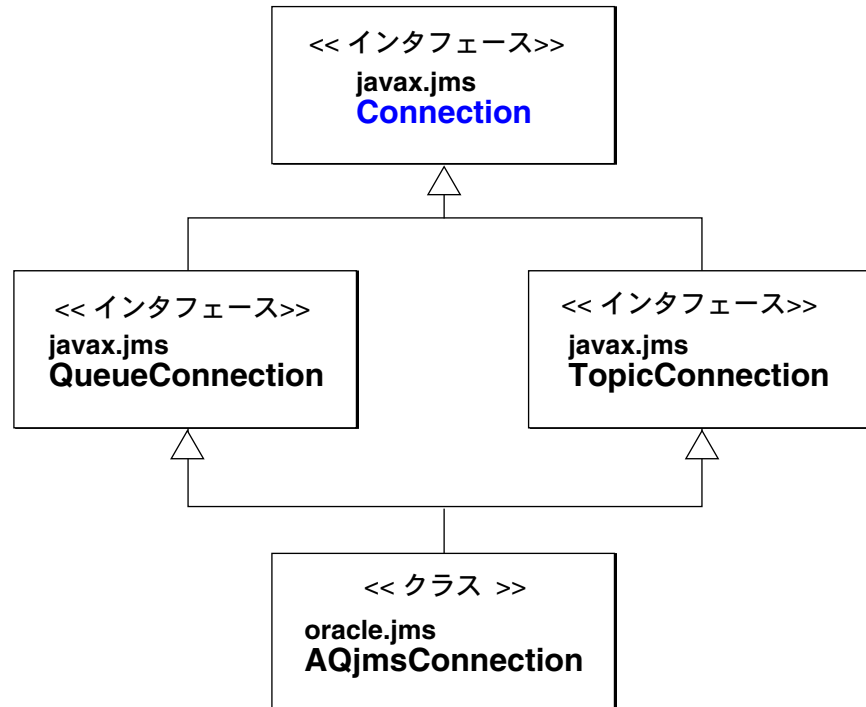 << インタフェース>>
javax.jms
Connection
<< インタフェース>>
javax.jms
QueueConnection
<< インタフェース>>
javax.jms
TopicConnection
<< クラス >>
oracle.jms
AQjmsConnection